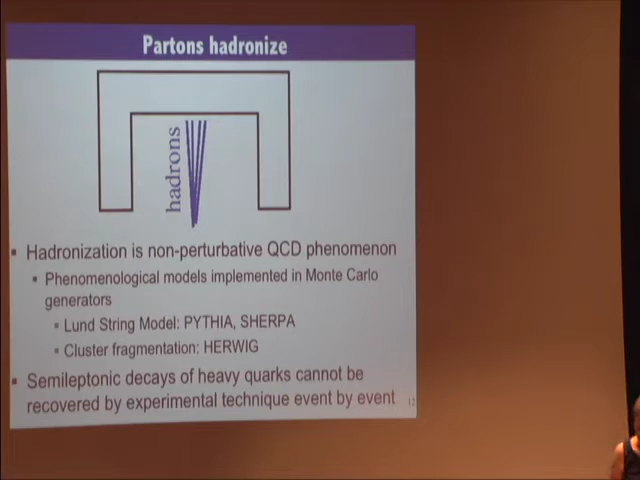 Partons hadronize
hadrons
Hadronization is non-perturbative QCD phenomenon
Phenomenological models implemented in Monte Carlo
generators
Lund String Model: PYTHIA, SHERPA
Cluster fragmentation: HERWIG
Semileptonic decays of heavy quarks cannot be
recovered by experimental technique event by event
12